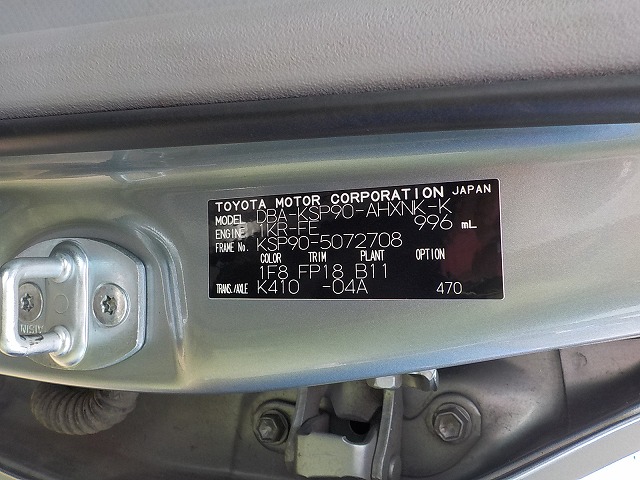 TOYOTA MOTOR CORPORATION JAPAN
MODEL DBA-KSP90-AHXNK-K
ENGINE 1KR-FE 996 mL
FRAME No. KSP90-5072708
COLOR TRIM PLANT OPTION
1F8 FP18 B11
TRANS./AXLE K410 -04A 470
AISIN